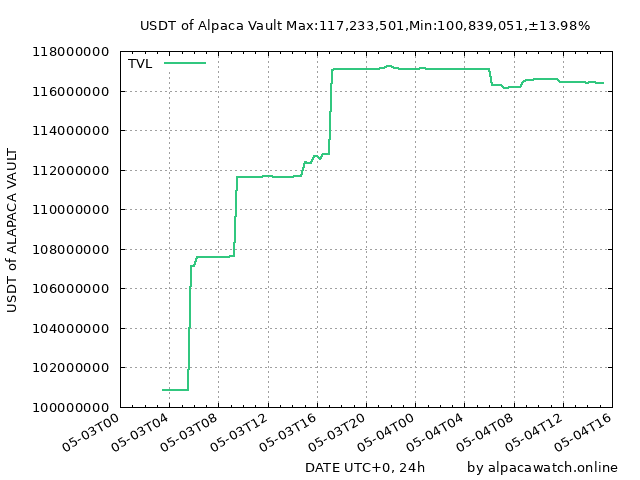 USDT of Alpaca Vault Max:117,233,501,Min:100,839,051,±13.98%
TVL
USDT of ALAPACA VAULT
118000000
116000000
114000000
112000000
110000000
108000000
106000000
104000000
102000000
100000000
05-03T00 05-03T04 05-03T08 05-03T12 05-03T16 05-03T20 05-04T00 05-04T04 05-04T08 05-04T12 05-04T16
DATE UTC+0, 24h by alpacawatch.online